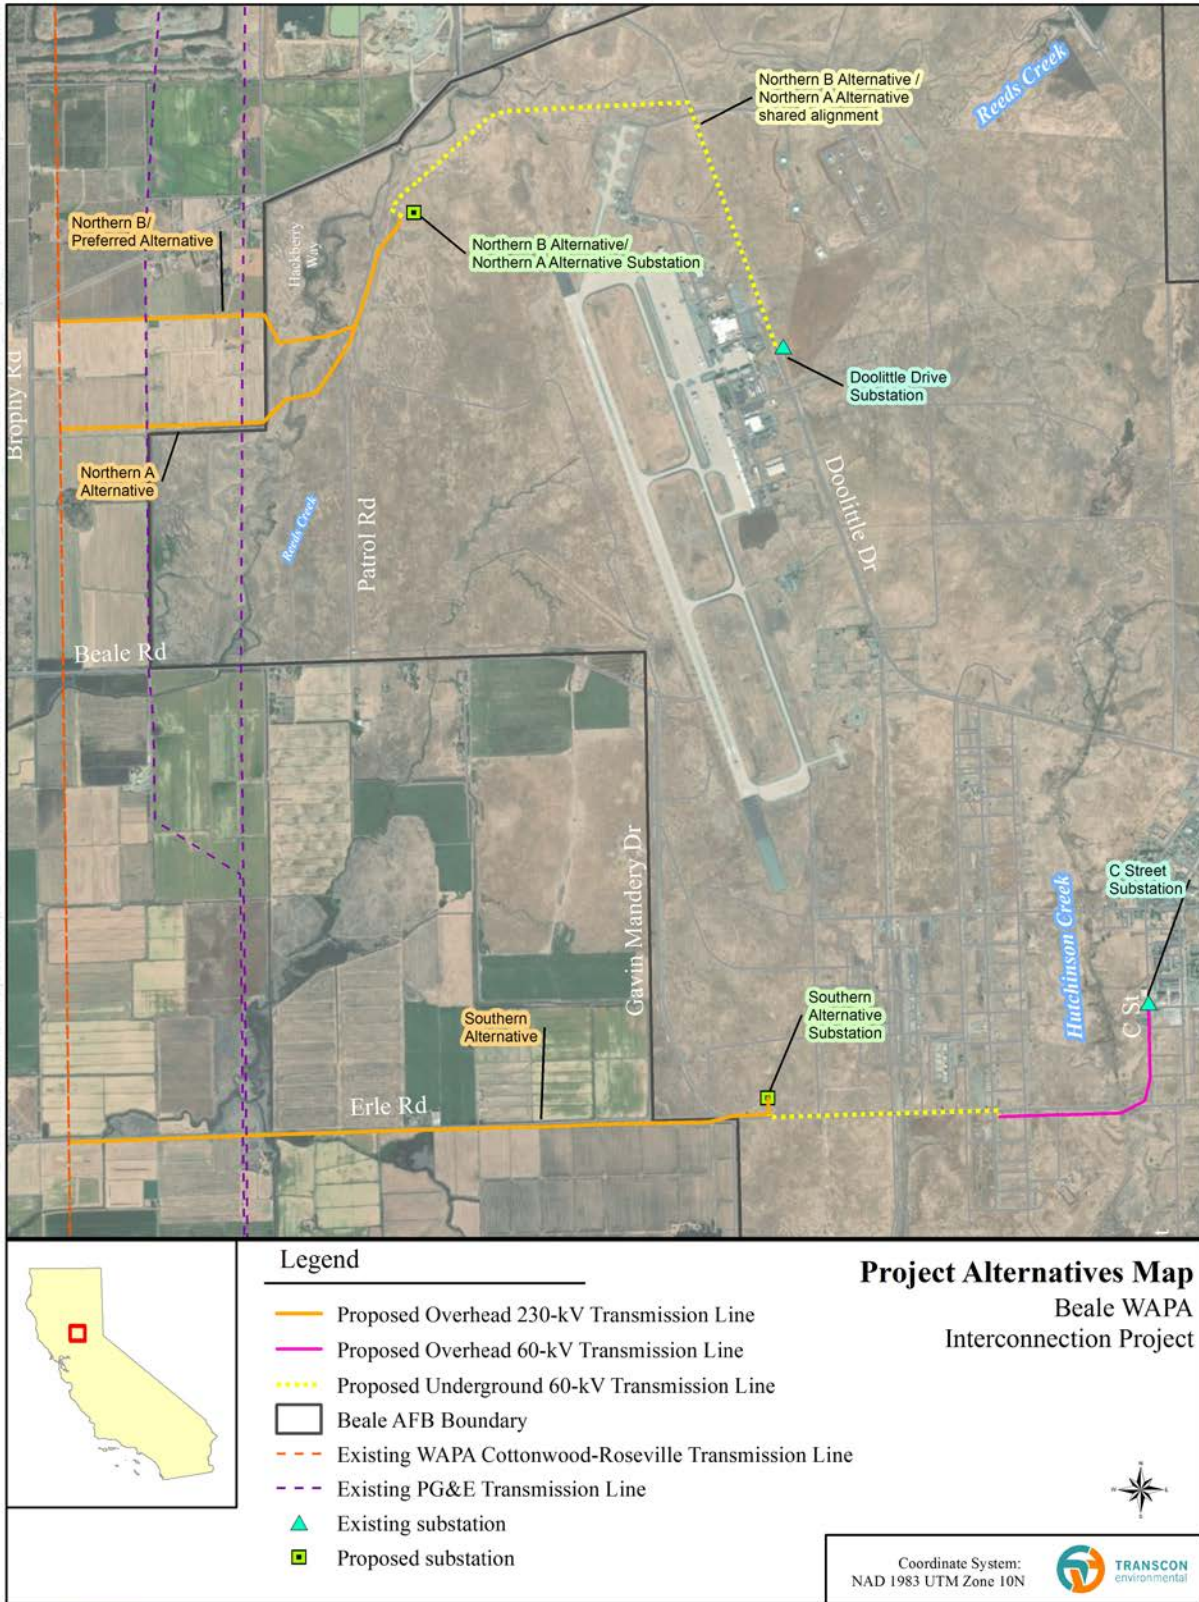 Northern B Alternative /
Northern A Alternative
shared alignment
Reeds Creek
Northern B/
Preferred Alternative
Hackberry
Way
Northern B Alternative/
Northern A Alternative Substation
Brophy Rd
Doolittle Drive
Substation
Northern A
Alternative
Reeds Creek
Patrol Rd
Doolittle Dr
Beale Rd
Gavin Mandery Dr
C Street
Substation
Hutchinson Creek
Southern
Alternative
Southern
Alternative
Substation
C St
Erle Rd
Legend
Proposed Overhead 230-kV Transmission Line
Proposed Overhead 60-kV Transmission Line
Proposed Underground 60-kV Transmission Line
Beale AFB Boundary
Existing WAPA Cottonwood-Roseville Transmission Line
Existing PG&E Transmission Line
Existing substation
Proposed substation
Project Alternatives Map
Beale WAPA
Interconnection Project
N
W
E
S
Coordinate System:
NAD 1983 UTM Zone 10N
TRANSCON
environmental